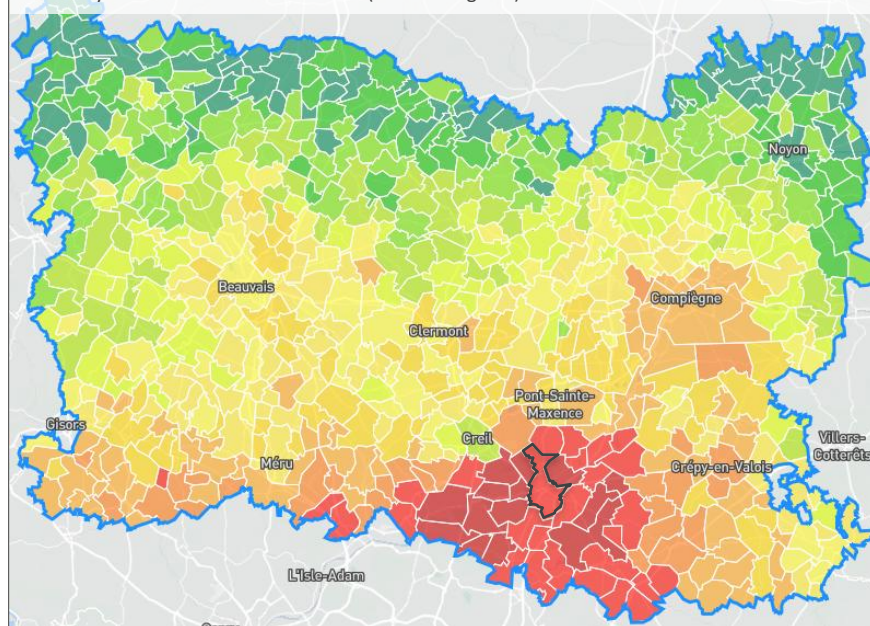 Noyon
Beauvais
Compiègne
Clermont
Pont-Sainte-
Maxence
Gisors
Creil
Villers-
Cotterêts
Méru
Crépy-en-Valois
L'Isle-Adam